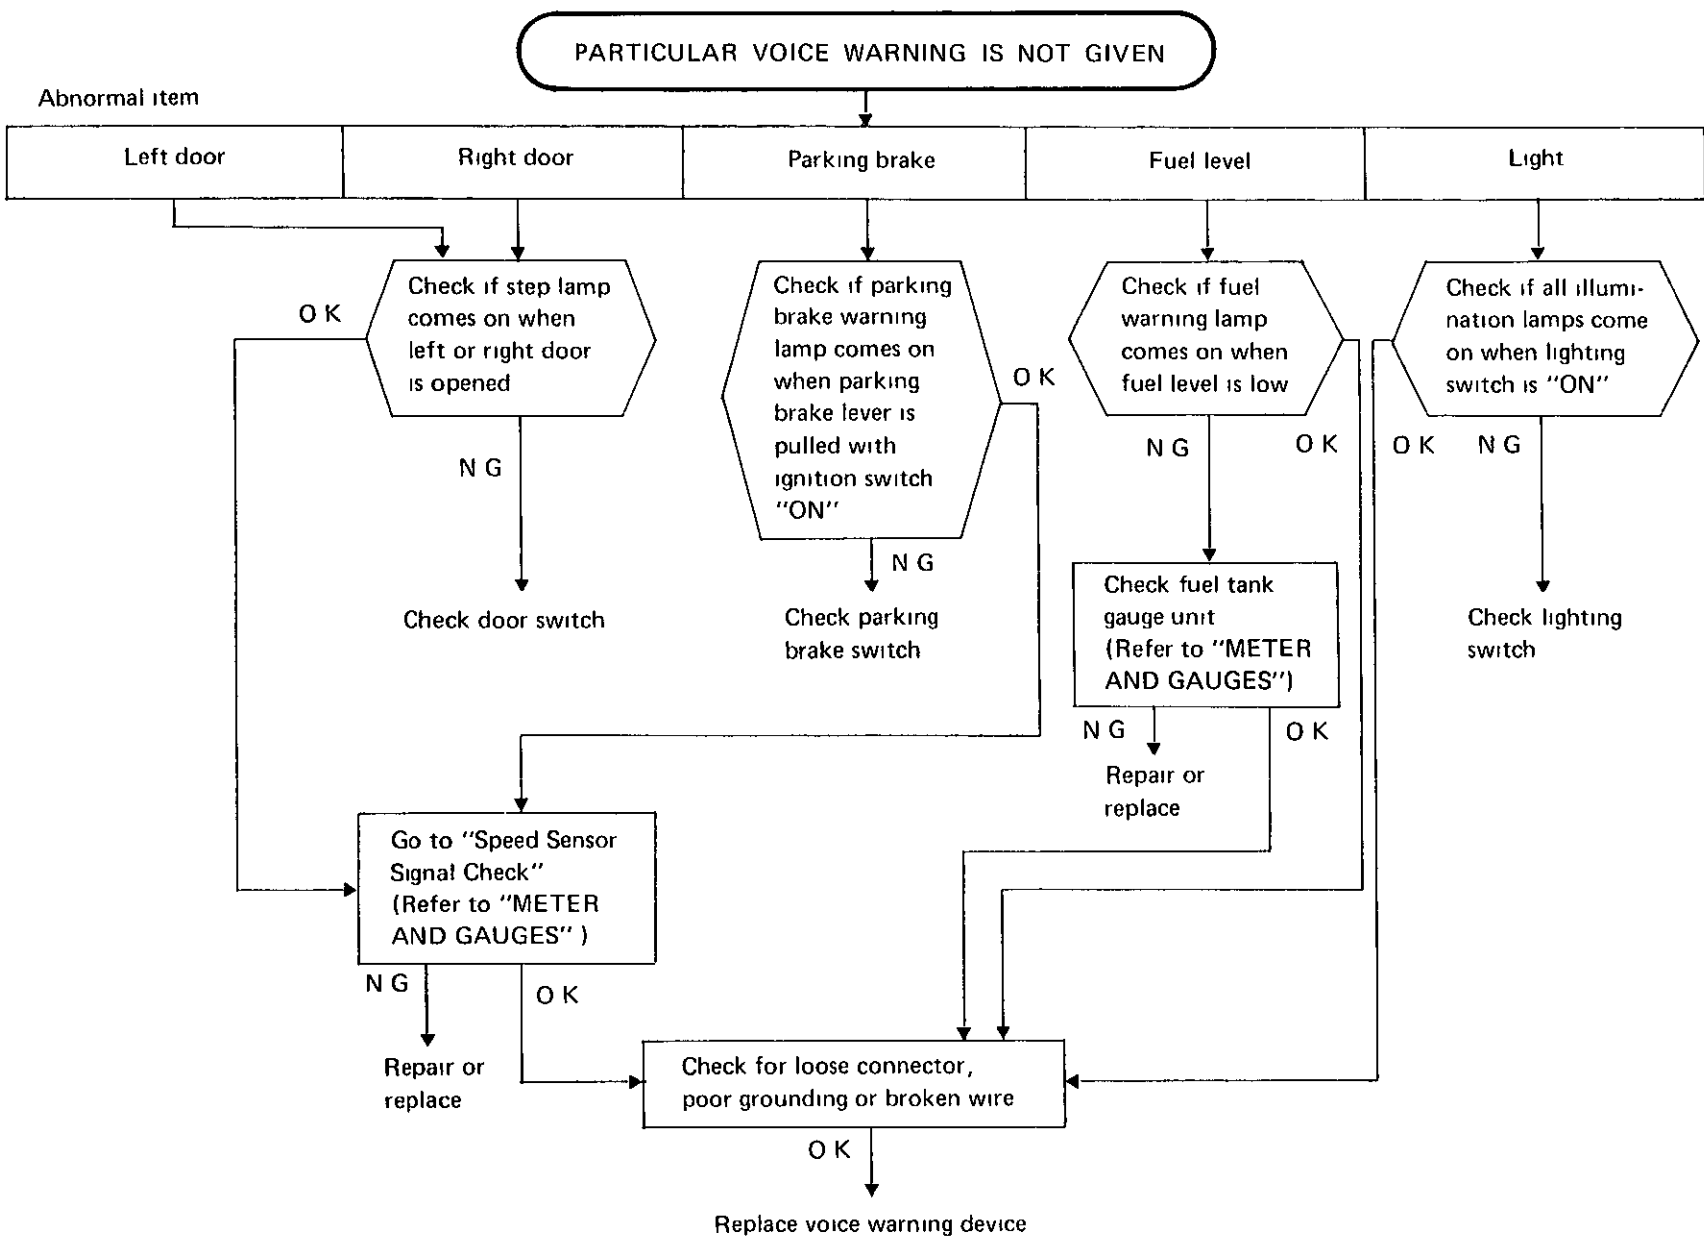 PARTICULAR VOICE WARNING IS NOT GIVEN
Abnormal item
Left door
Right door
Parking brake
Fuel level
Light
Check if step lamp
comes on when
left or right door
is opened
OK
NG
Check door switch
Check if parking
brake warning
lamp comes on
when parking
brake lever is
pulled with
ignition switch
"ON"
OK
NG
Check parking
brake switch
Check if fuel
warning lamp
comes on when
fuel level is low
NG
OK
Check fuel tank
gauge unit
(Refer to "METER
AND GAUGES")
NG
OK
Repair or
replace
Check if all illumi-
nation lamps come
on when lighting
switch is "ON"
OK
NG
Check lighting
switch
Go to "Speed Sensor
Signal Check"
(Refer to "METER
AND GAUGES" )
NG
OK
Repair or
replace
Check for loose connector,
poor grounding or broken wire
OK
Replace voice warning device